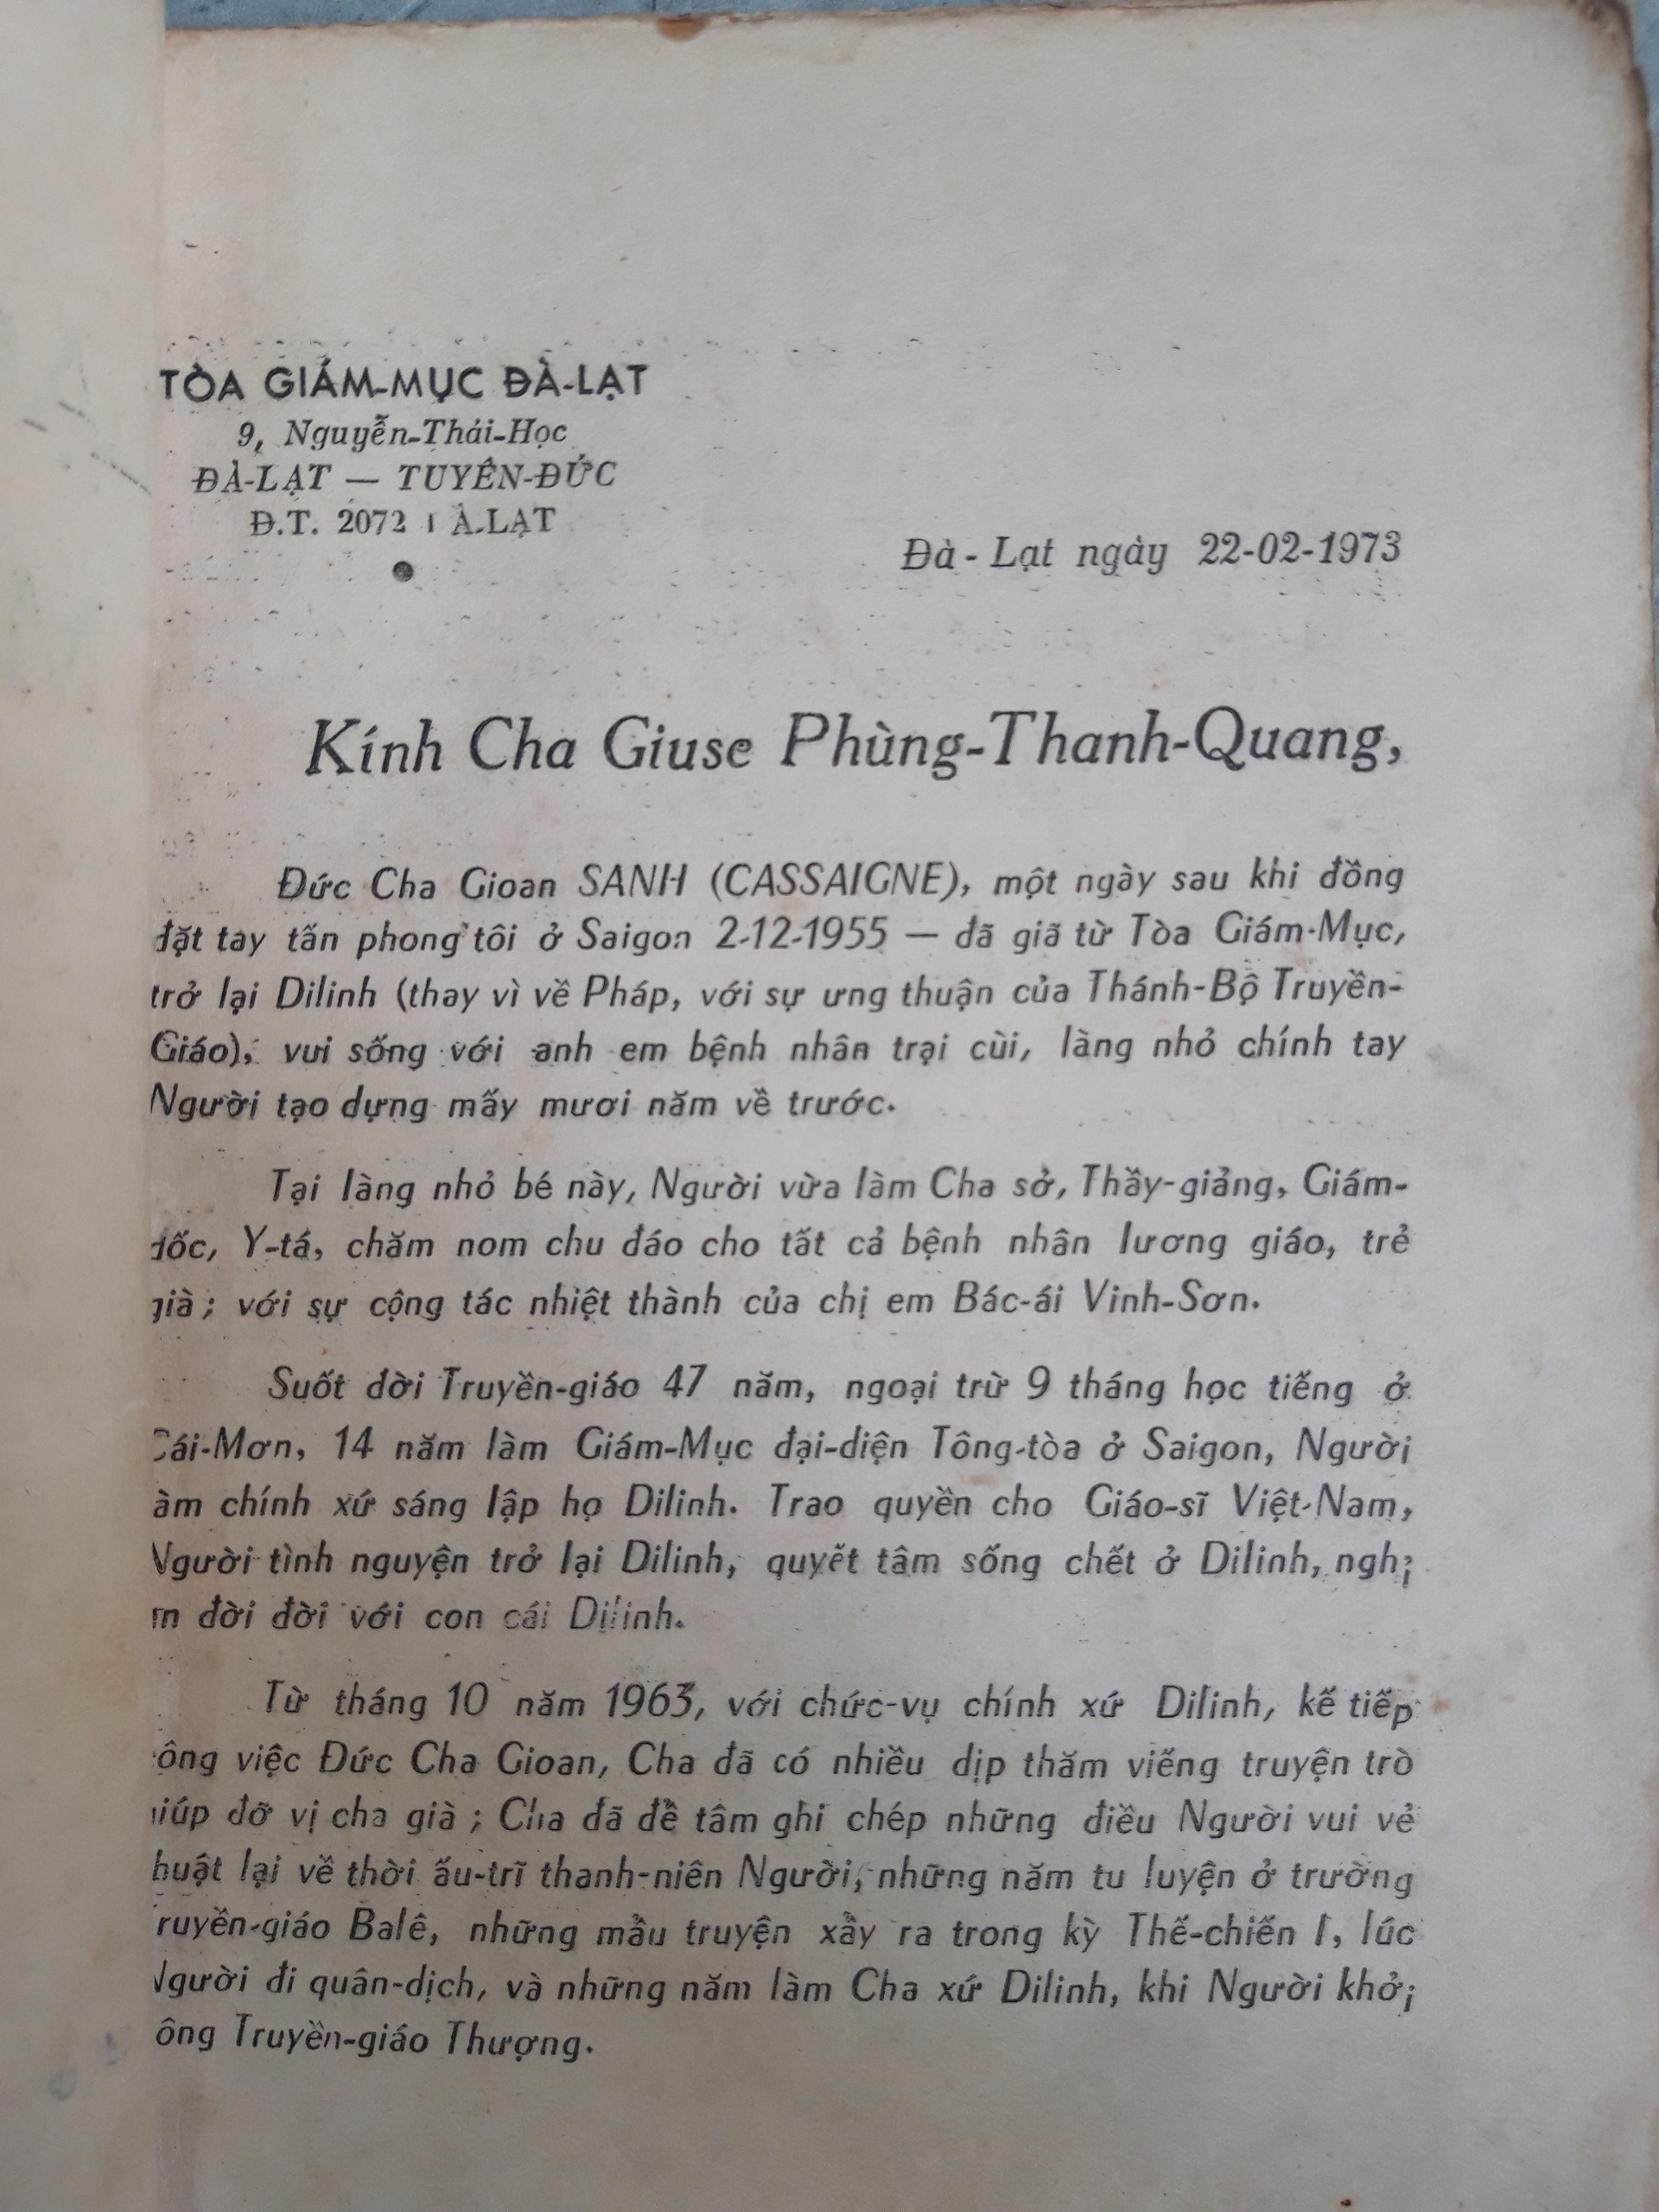 TÒA GIÁM-MỤC ĐÀ-LẠT
9, Nguyễn-Thái-Học
ĐÀ-LẠT — TUYÊN-ĐỨC
Đ.T. 2072 À.LẠT
Đà - Lạt ngày 22-02-1973
Kính Cha Giuse Phùng-Thanh-Quang,
Đức Cha Gioan SANH (CASSAIGNE), một ngày sau khi đồng
đặt tay tấn phong tôi ở Saigon 2-12-1955 — đã giã từ Tòa Giám-Mục,
trở lại Dilinh (thay vì về Pháp, với sự ưng thuận của Thánh-Bộ Truyền-
Giáo), vui sống với anh em bệnh nhân trại cùi, làng nhỏ chính tay
Người tạo dựng mấy mươi năm về trước.
Tại làng nhỏ bé này, Người vừa làm Cha sở, Thầy-giảng, Giám-
đốc, Y-tá, chăm nom chu đáo cho tất cả bệnh nhân lương giáo, trẻ
già ; với sự cộng tác nhiệt thành của chị em Bác-ái Vinh-Sơn.
Suốt đời Truyền-giáo 47 năm, ngoại trừ 9 tháng học tiếng ở
Cái-Mơn, 14 năm làm Giám-Mục đại-diện Tông-tòa ở Saigon, Người
àm chính xứ sáng lập họ Dilinh. Trao quyền cho Giáo-sĩ Việt-Nam,
Người tình nguyện trở lại Dilinh, quyết tâm sống chết ở Dilinh, nghỉ
m đời đời với con cái Dilinh.
Từ tháng 10 năm 1963, với chức-vụ chính xứ Dilinh, kế tiếp
ông việc Đức Cha Gioan, Cha đã có nhiều dịp thăm viếng truyện trò
iúp đỡ vị cha già ; Cha đã để tâm ghi chép những điều Người vui vẻ
huật lại về thời ấu-trĩ thanh-niên Người, những năm tu luyện ở trường
ruyền-giáo Balê, những mẩu truyện xảy ra trong kỳ Thế-chiến I, lúc
Người đi quân-dịch, và những năm làm Cha xứ Dilinh, khi Người khởi
ông Truyền-giáo Thượng.